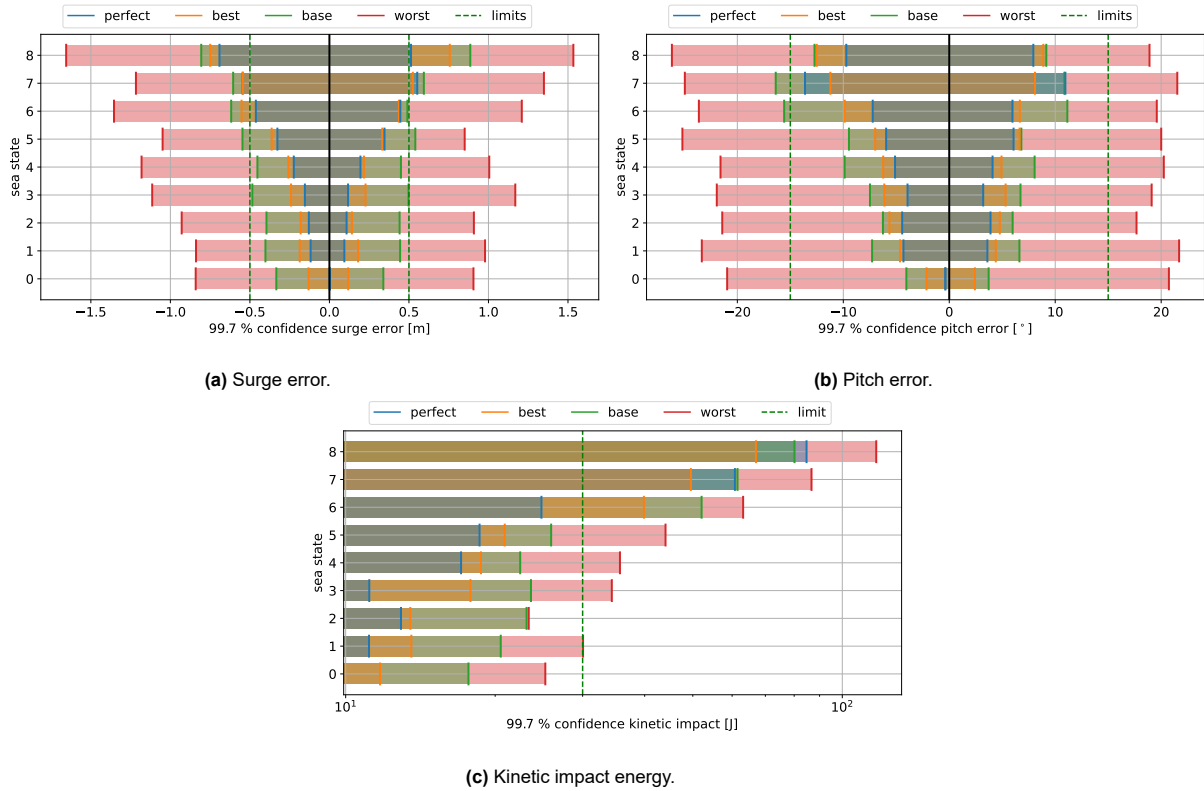 perfect best base worst limits
8
7
6
5
4
3
2
1
0
sea state
−1.5 −1.0 −0.5 0.0 0.5 1.0 1.5
99.7 % confidence surge error [m]
(a) Surge error.
perfect best base worst limits
8
7
6
5
4
3
2
1
0
sea state
−20 −10 0 10 20
99.7 % confidence pitch error [°]
(b) Pitch error.
perfect best base worst limit
8
7
6
5
4
3
2
1
0
sea state
10¹ 10²
99.7 % confidence kinetic impact [J]
(c) Kinetic impact energy.